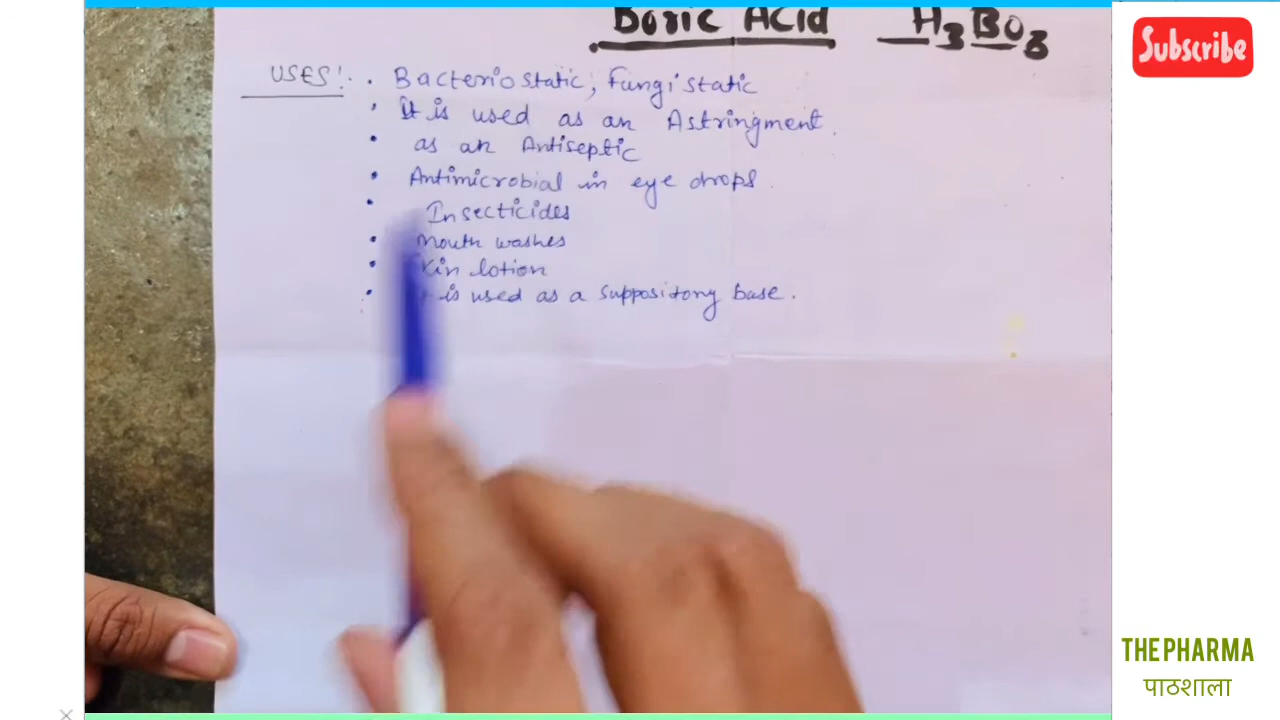 Boric Acid H3BO3
Subscribe
USES! . Bacteriostatic, Fungistatic
It is used as an Astringment.
as an Antiseptic
Antimicrobial in eye drops.
Insecticides
Mouth washes
kin lotion
is used as a suppository base.
THE PHARMA
पाठशाला